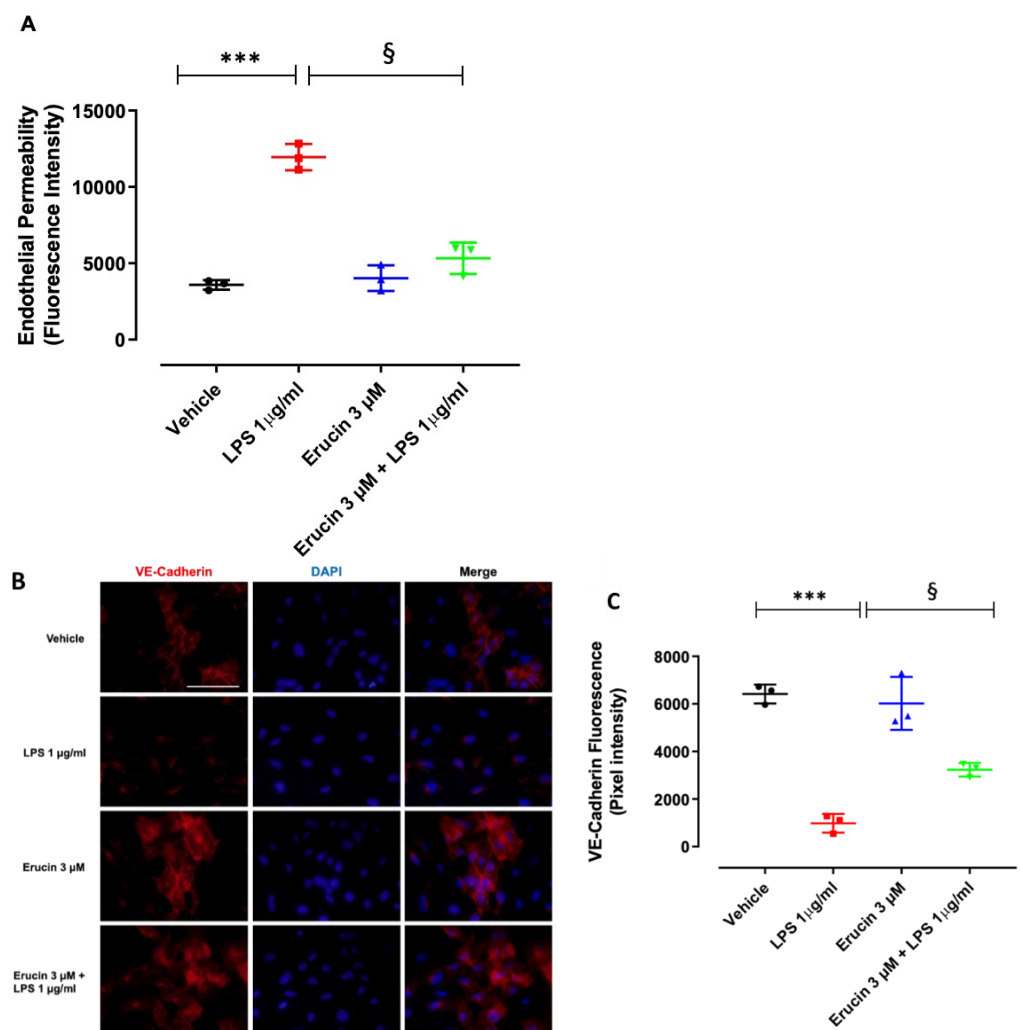 A
*** §
Endothelial Permeability
(Fluorescence Intensity)
15000
10000
5000
0
Vehicle
LPS 1µg/ml
Erucin 3 µM
Erucin 3 µM + LPS 1µg/ml
B
VE-Cadherin DAPI Merge
Vehicle
LPS 1 µg/ml
Erucin 3 µM
Erucin 3 µM +
LPS 1 µg/ml
C
*** §
VE-Cadherin Fluorescence
(Pixel intensity)
8000
6000
4000
2000
0
Vehicle
LPS 1µg/ml
Erucin 3 µM
Erucin 3 µM + LPS 1µg/ml